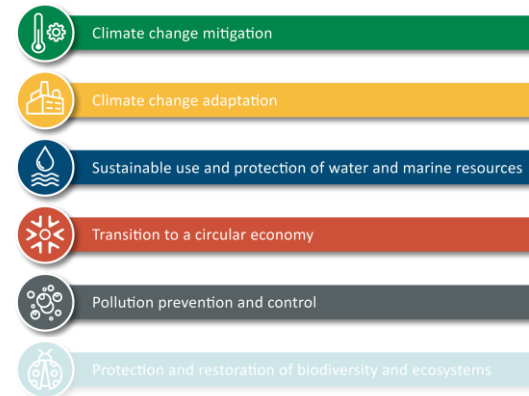 Climate change mitigation
Climate change adaptation
Sustainable use and protection of water and marine resources
Transition to a circular economy
Pollution prevention and control
Protection and restoration of biodiversity and ecosystems